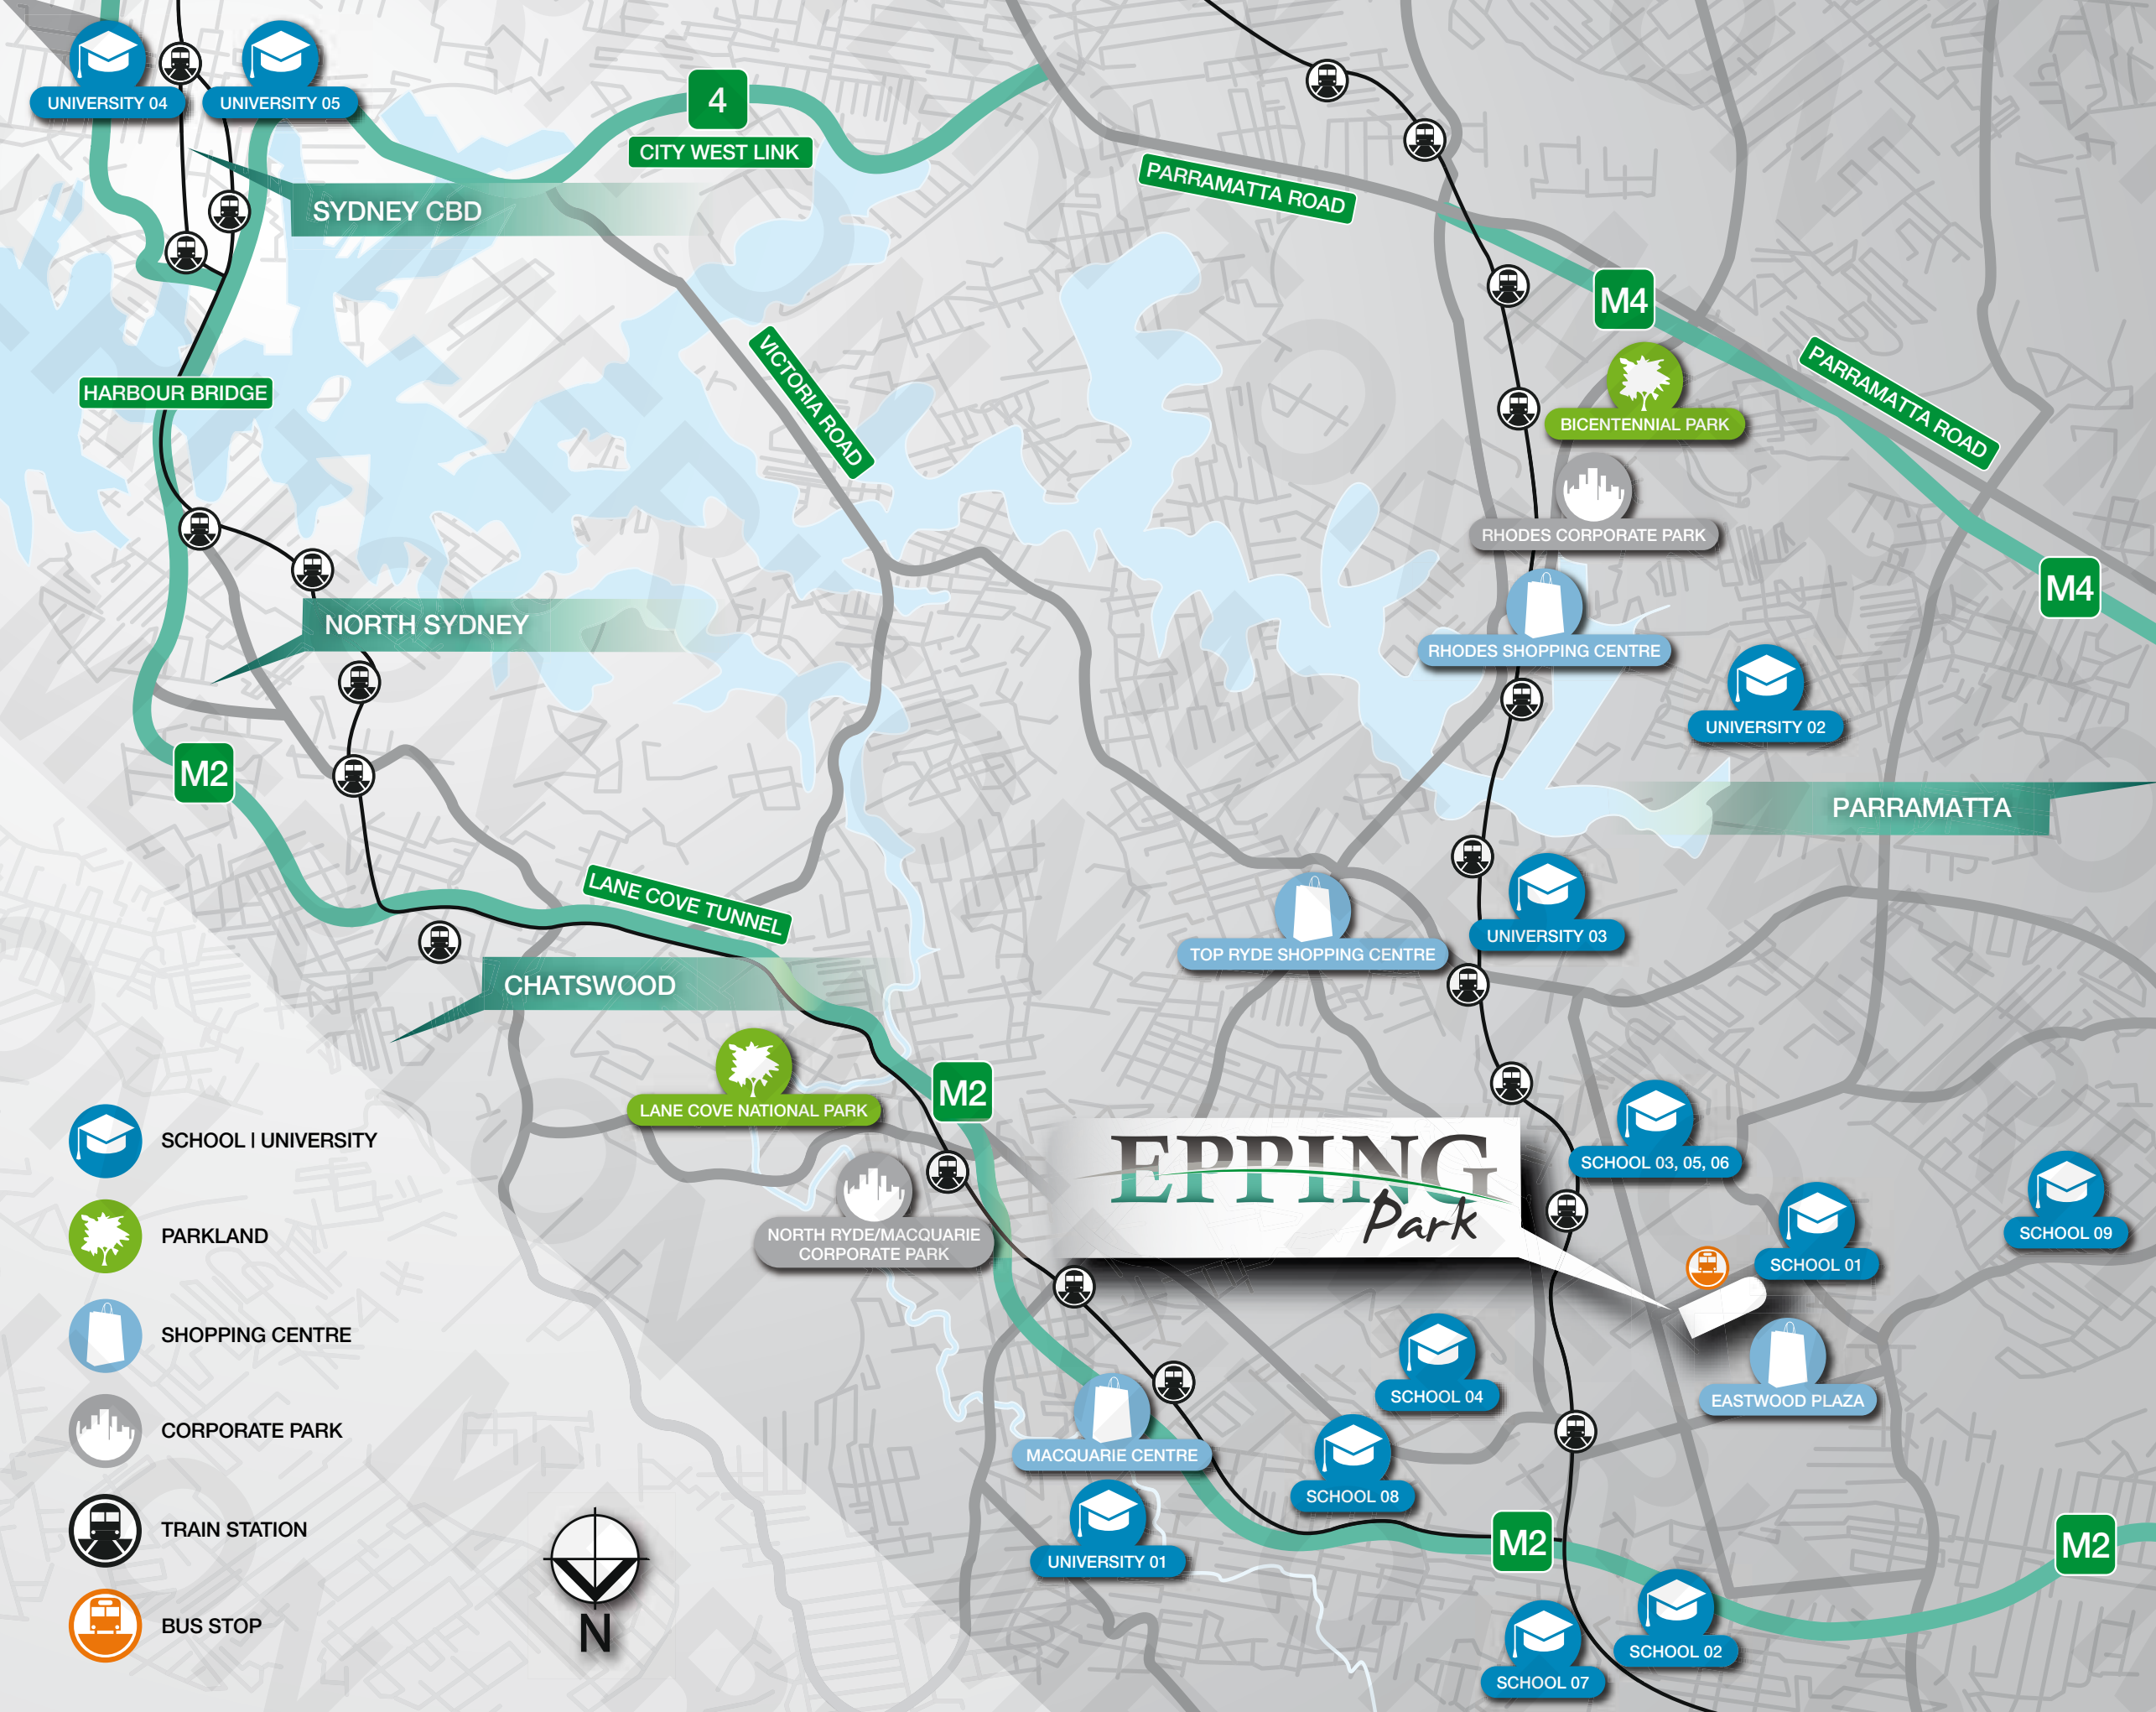 UNIVERSITY 04
UNIVERSITY 05
4
CITY WEST LINK
PARRAMATTA ROAD
SYDNEY CBD
M4
HARBOUR BRIDGE
VICTORIA ROAD
PARRAMATTA ROAD
BICENTENNIAL PARK
RHODES CORPORATE PARK
M4
NORTH SYDNEY
RHODES SHOPPING CENTRE
UNIVERSITY 02
M2
PARRAMATTA
LANE COVE TUNNEL
UNIVERSITY 03
TOP RYDE SHOPPING CENTRE
CHATSWOOD
M2
LANE COVE NATIONAL PARK
SCHOOL | UNIVERSITY
EPPING
Park
SCHOOL 03, 05, 06
NORTH RYDE/MACQUARIE
CORPORATE PARK
SCHOOL 09
PARKLAND
SCHOOL 01
SHOPPING CENTRE
SCHOOL 04
EASTWOOD PLAZA
CORPORATE PARK
MACQUARIE CENTRE
SCHOOL 08
TRAIN STATION
M2
M2
UNIVERSITY 01
BUS STOP
N
SCHOOL 02
SCHOOL 07